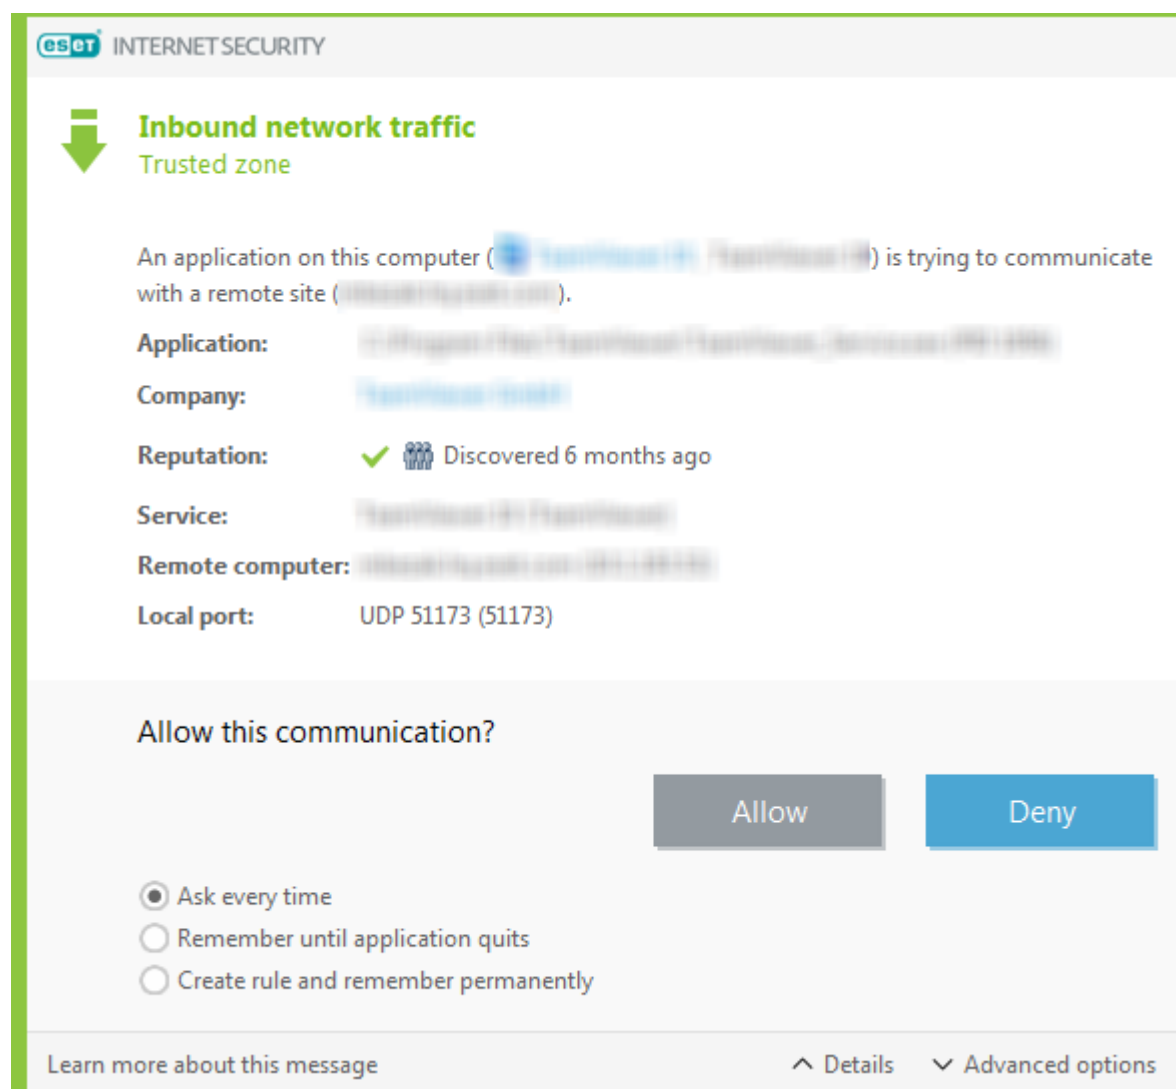 eset INTERNET SECURITY
Inbound network traffic
Trusted zone
An application on this computer ( ) is trying to communicate
with a remote site ( ).
Application:
Company:
Reputation: Discovered 6 months ago
Service:
Remote computer:
Local port: UDP 51173 (51173)
Allow this communication?
Allow Deny
Ask every time
Remember until application quits
Create rule and remember permanently
Learn more about this message Details Advanced options